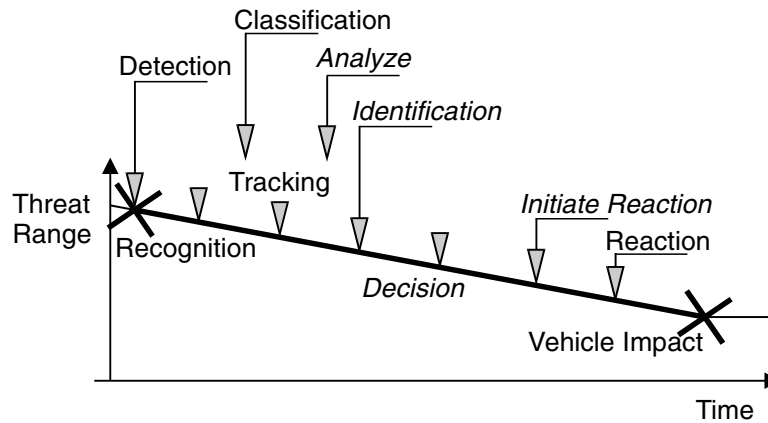 Classification
Analyze
Detection
Identification
Tracking
Threat
Range
Initiate Reaction
Recognition
Reaction
Decision
Vehicle Impact
Time